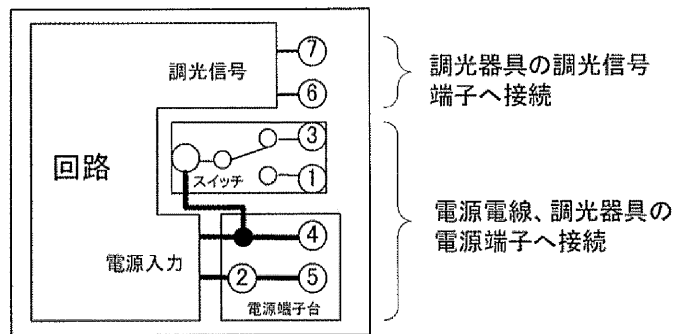 調光信号
⑦
⑥
調光器具の調光信号
端子へ接続
回路
スイッチ
③
①
電源入力
④
②
⑤
電源端子台
電源電線、調光器具の
電源端子へ接続